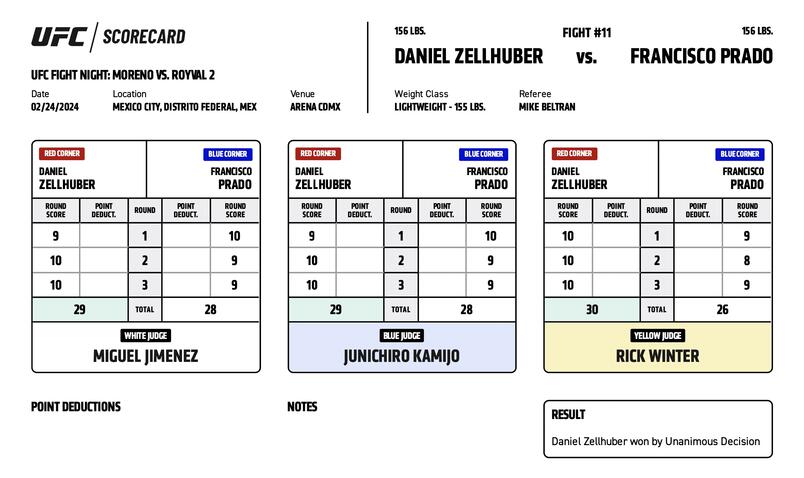 UFC SCORECARD
UFC FIGHT NIGHT: MORENO VS. ROYVAL 2
Date Location Venue
02/24/2024 MEXICO CITY, DISTRITO FEDERAL, MEX ARENA CDMX
156 LBS. FIGHT #11 156 LBS.
DANIEL ZELLHUBER vs. FRANCISCO PRADO
Weight Class Referee
LIGHTWEIGHT - 155 LBS. MIKE BELTRAN
RED CORNER BLUE CORNER
DANIEL FRANCISCO
ZELLHUBER PRADO
ROUND POINT ROUND POINT ROUND
SCORE DEDUCT. DEDUCT. SCORE
9 1 10
10 2 9
10 3 9
29 TOTAL 28
WHITE JUDGE
MIGUEL JIMENEZ
RED CORNER BLUE CORNER
DANIEL FRANCISCO
ZELLHUBER PRADO
ROUND POINT ROUND POINT ROUND
SCORE DEDUCT. DEDUCT. SCORE
9 1 10
10 2 9
10 3 9
29 TOTAL 28
BLUE JUDGE
JUNICHIRO KAMIJO
RED CORNER BLUE CORNER
DANIEL FRANCISCO
ZELLHUBER PRADO
ROUND POINT ROUND POINT ROUND
SCORE DEDUCT. DEDUCT. SCORE
10 1 9
10 2 8
10 3 9
30 TOTAL 26
YELLOW JUDGE
RICK WINTER
POINT DEDUCTIONS
NOTES
RESULT
Daniel Zellhuber won by Unanimous Decision